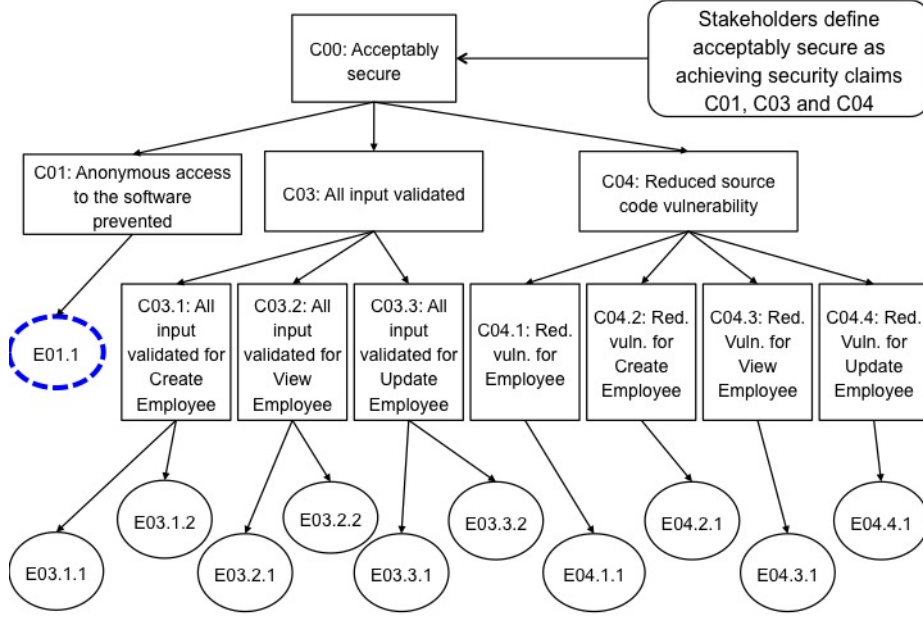 C00: Acceptably
secure
Stakeholders define
acceptably secure as
achieving security claims
C01, C03 and C04
C01: Anonymous access
to the software
prevented
C03: All input validated
C04: Reduced source
code vulnerability
E01.1
C03.1: All
input
validated for
Create
Employee
C03.2: All
input
validated for
View
Employee
C03.3: All
input
validated for
Update
Employee
C04.1: Red.
vuln. for
Employee
C04.2: Red.
vuln. for
Create
Employee
C04.3: Red.
Vuln. for
View
Employee
C04.4: Red.
Vuln. for
Update
Employee
E03.1.1
E03.1.2
E03.2.1
E03.2.2
E03.3.1
E03.3.2
E04.1.1
E04.2.1
E04.3.1
E04.4.1